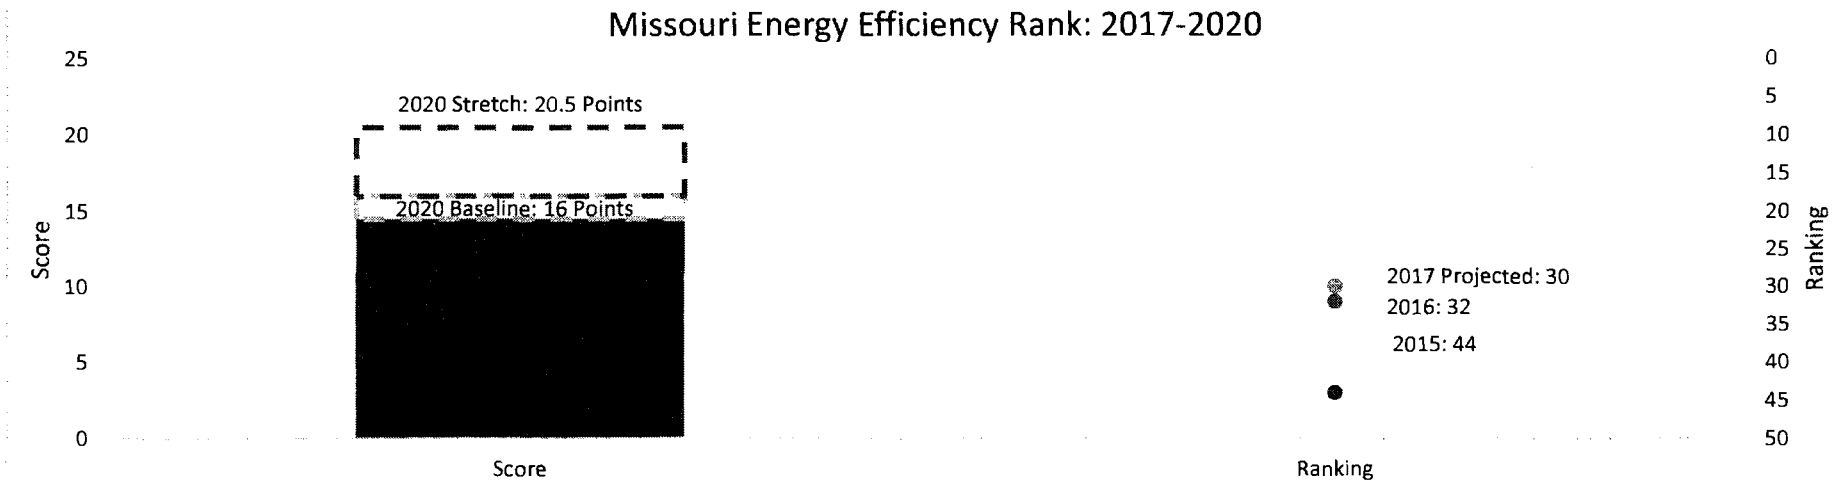 Missouri Energy Efficiency Rank: 2017-2020
25
20
15
10
5
0
Score
2020 Stretch: 20.5 Points
2020 Baseline: 16 Points
Score
2017 Projected: 30
2016: 32
2015: 44
Ranking
0
5
10
15
20
25
30
35
40
45
50
Ranking